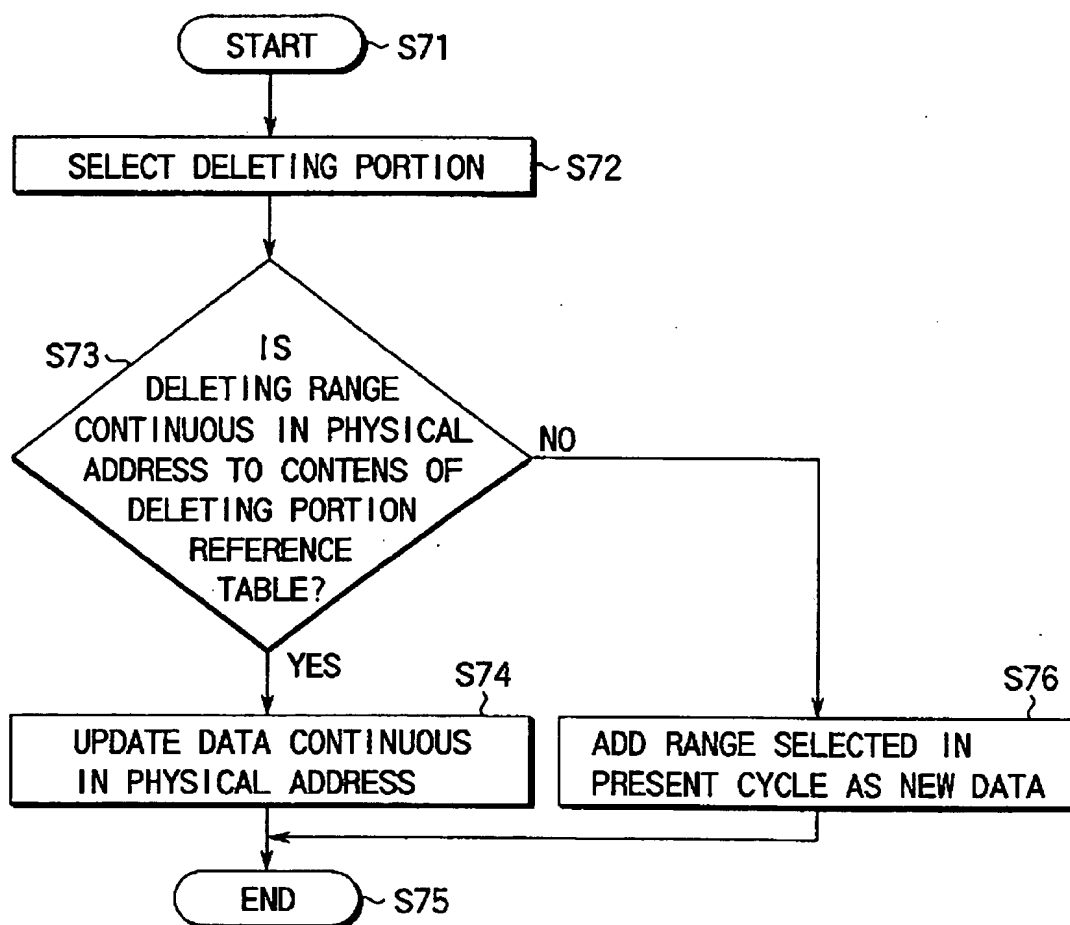 START
S71
SELECT DELETING PORTION
S72
S73
IS
DELETING RANGE
CONTINUOUS IN PHYSICAL
ADDRESS TO CONTENS OF
DELETING PORTION
REFERENCE
TABLE?
NO
YES
S74
UPDATE DATA CONTINUOUS
IN PHYSICAL ADDRESS
S76
ADD RANGE SELECTED IN
PRESENT CYCLE AS NEW DATA
END
S75